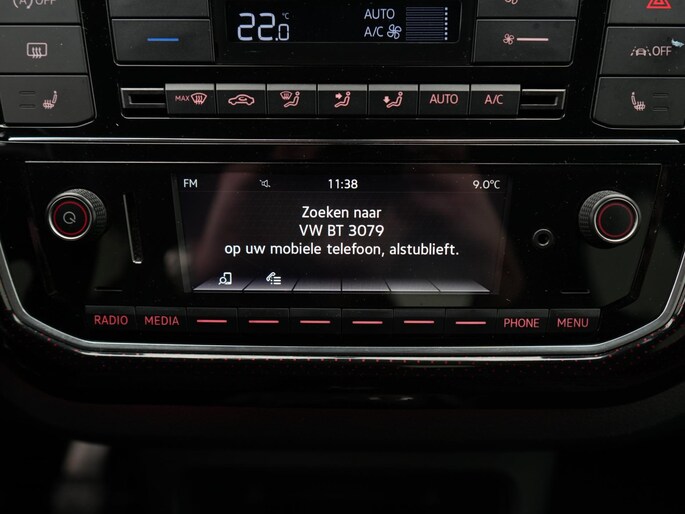 OFF
22.0 °C
AUTO
A/C
OFF
MAX
AUTO
A/C
FM
11:38
9.0°C
Zoeken naar
VW BT 3079
op uw mobiele telefoon, alstublieft.
RADIO
MEDIA
PHONE
MENU